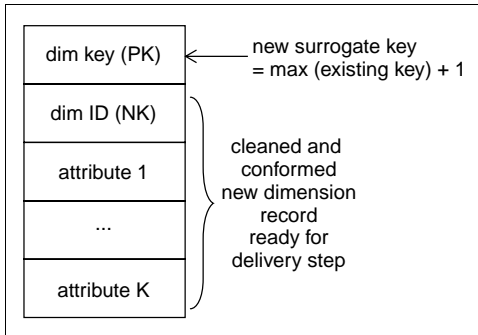 dim key (PK)
new surrogate key
= max (existing key) + 1
dim ID (NK)
attribute 1
...
attribute K
cleaned and
conformed
new dimension
record
ready for
delivery step